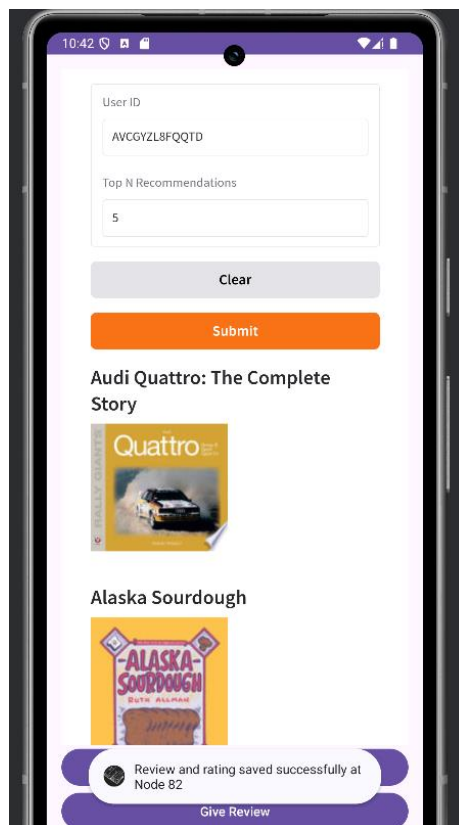 10:42
User ID
AVCGYZL8FQQTD
Top N Recommendations
5
Clear
Submit
Audi Quattro: The Complete
Story
RALLY GIANTS
Quattro
Alaska Sourdough
-ALASKA-
SOURDOUGH
RUTH ALLMAN
Review and rating saved successfully at
Node 82
Give Review